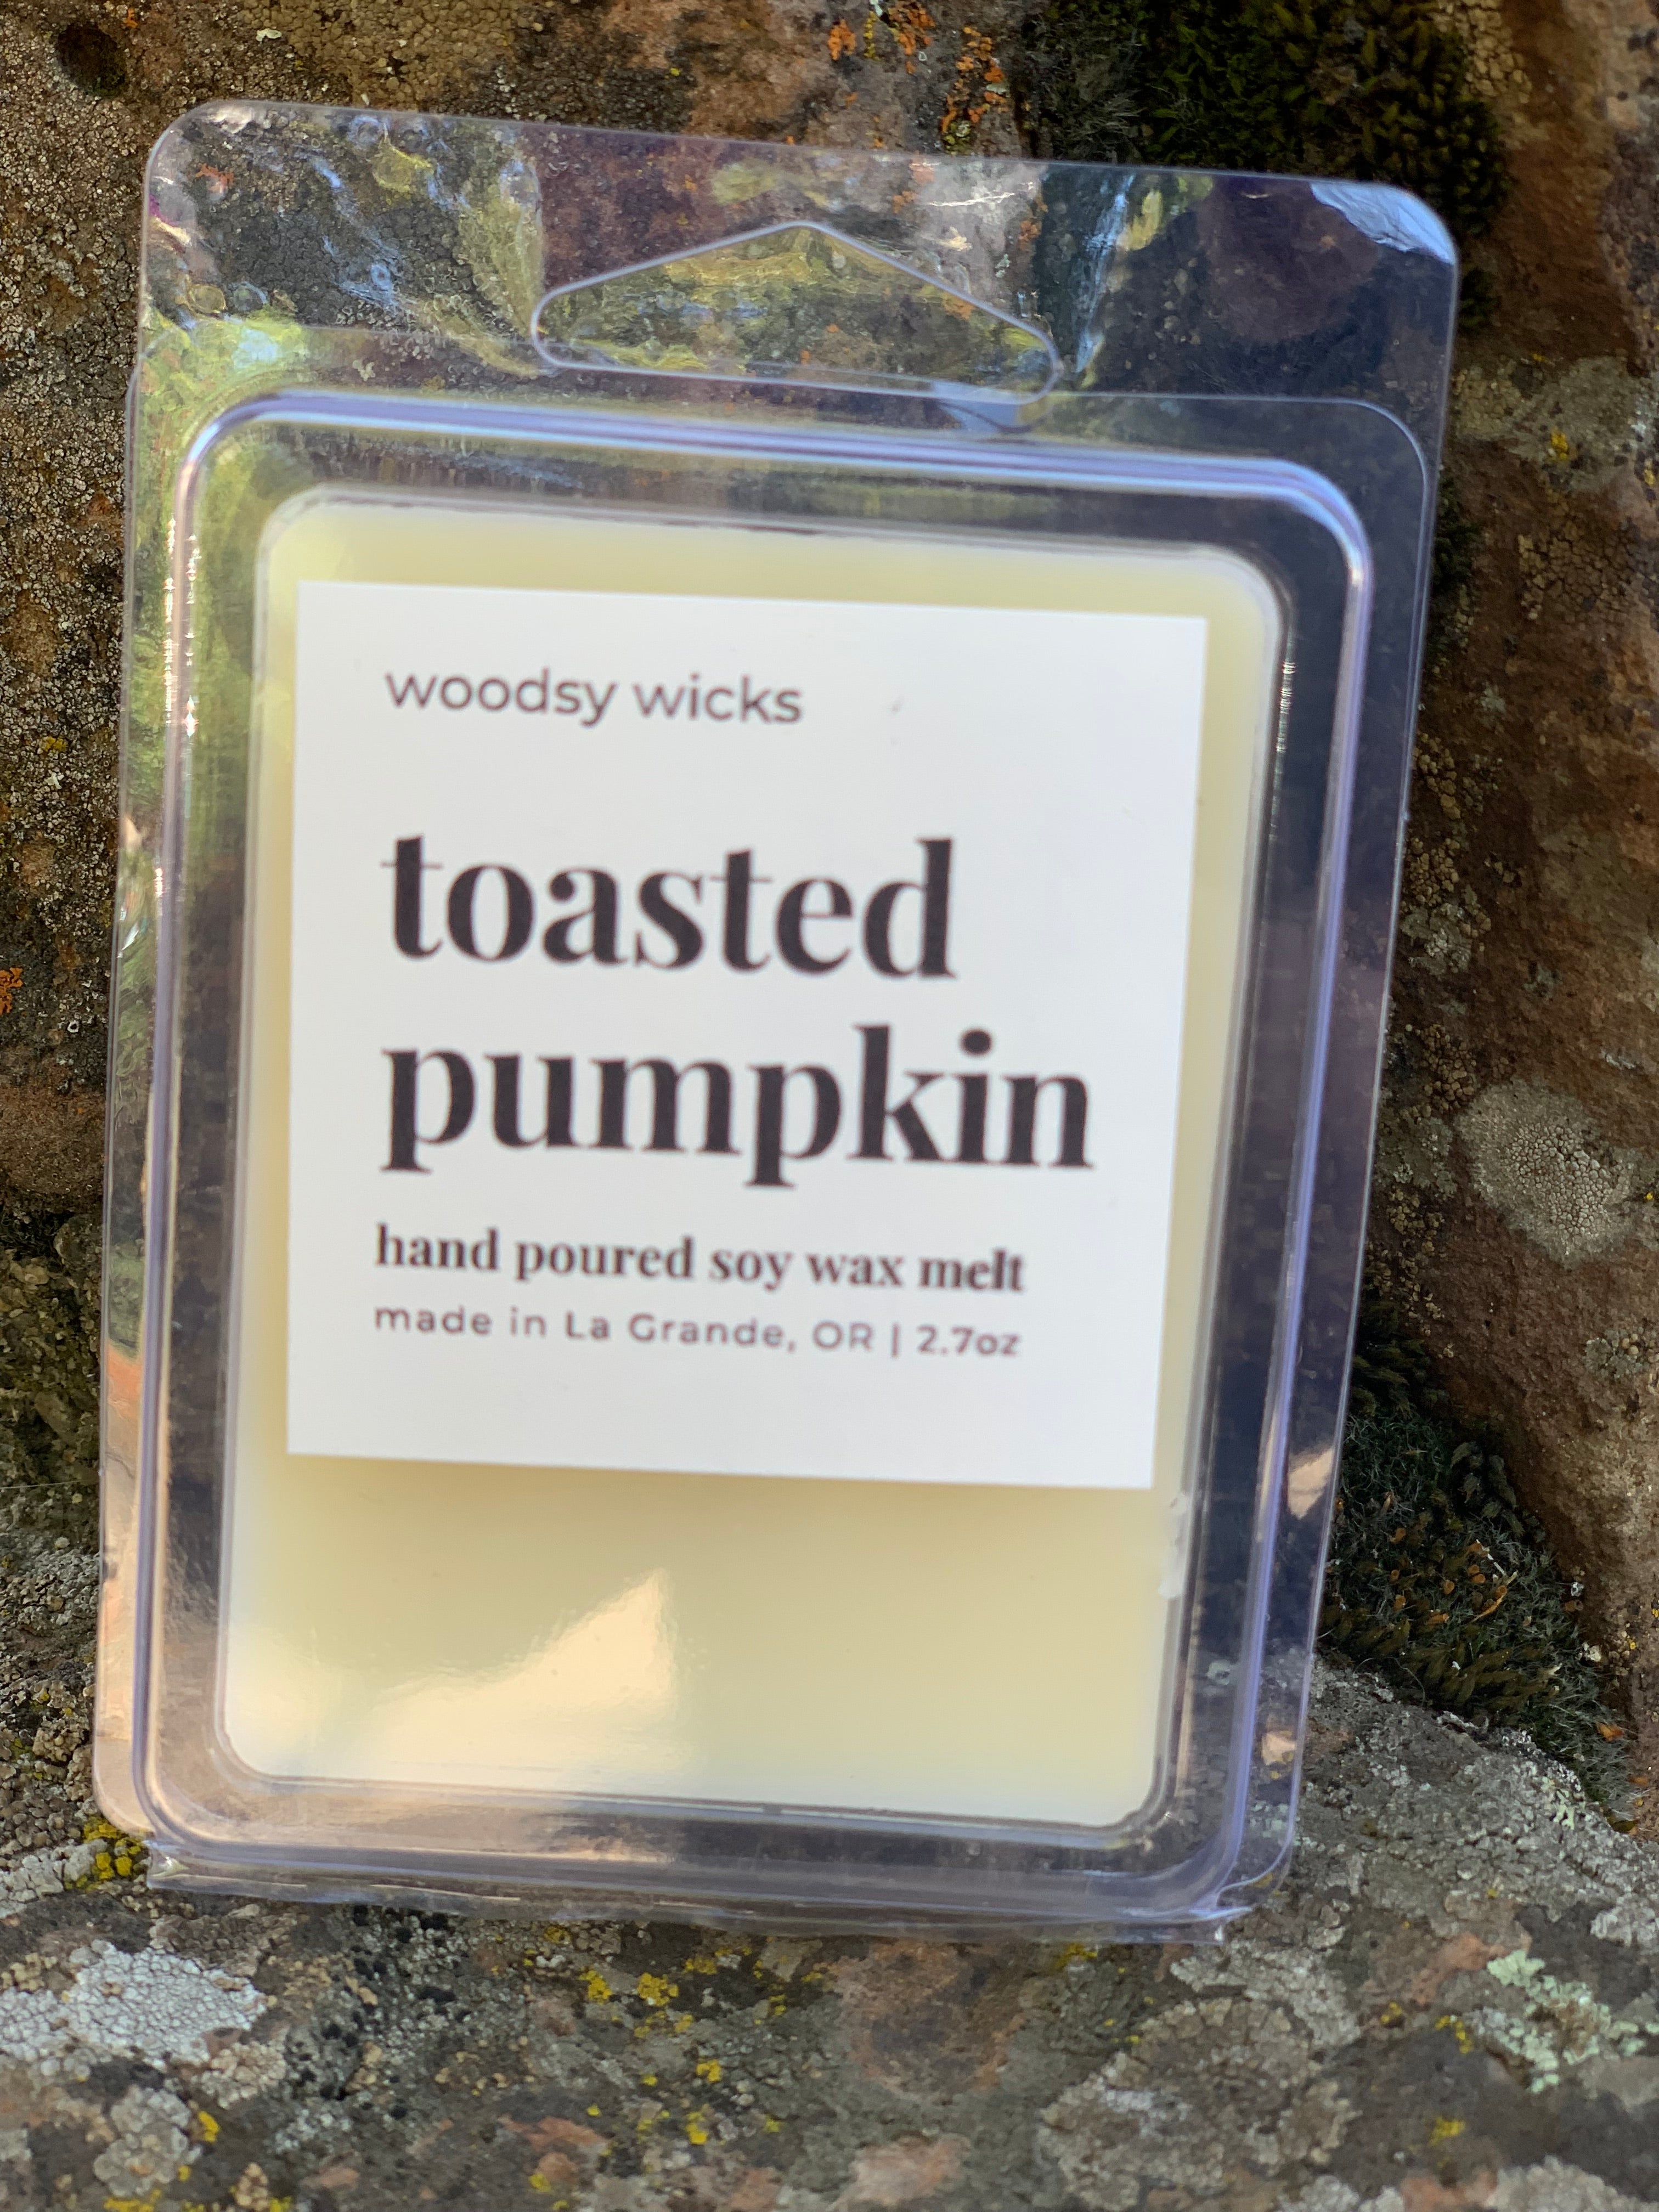 woodsy wicks
toasted
pumpkin
hand poured soy wax melt
made in La Grande, OR | 2.7oz